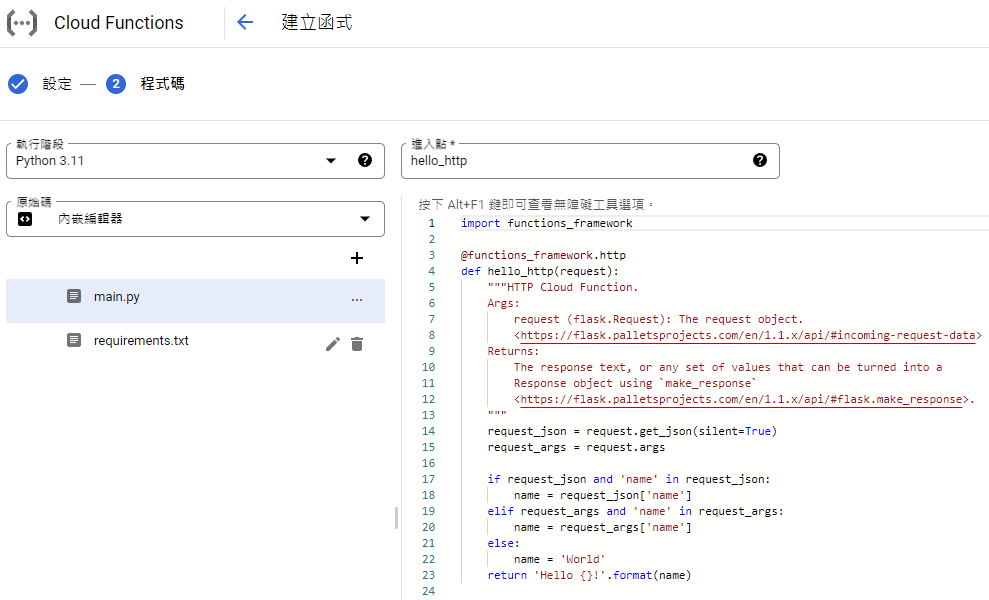 Cloud Functions
建立函式
設定
2 程式碼
執行階段
Python 3.11
進入點 *
hello_http
原始碼
內嵌編輯器
main.py
requirements.txt
按下 Alt+F1 鍵即可查看無障礙工具選項。
1 import functions_framework
2
3 @functions_framework.http
4 def hello_http(request):
5     """HTTP Cloud Function.
6     Args:
7         request (flask.Request): The request object.
8         <https://flask.palletsprojects.com/en/1.1.x/api/#incoming-request-data>
9     Returns:
10         The response text, or any set of values that can be turned into a
11         Response object using `make_response`
12         <https://flask.palletsprojects.com/en/1.1.x/api/#flask.make_response>.
13     """
14     request_json = request.get_json(silent=True)
15     request_args = request.args
16
17     if request_json and 'name' in request_json:
18         name = request_json['name']
19     elif request_args and 'name' in request_args:
20         name = request_args['name']
21     else:
22         name = 'World'
23     return 'Hello {}!'.format(name)
24